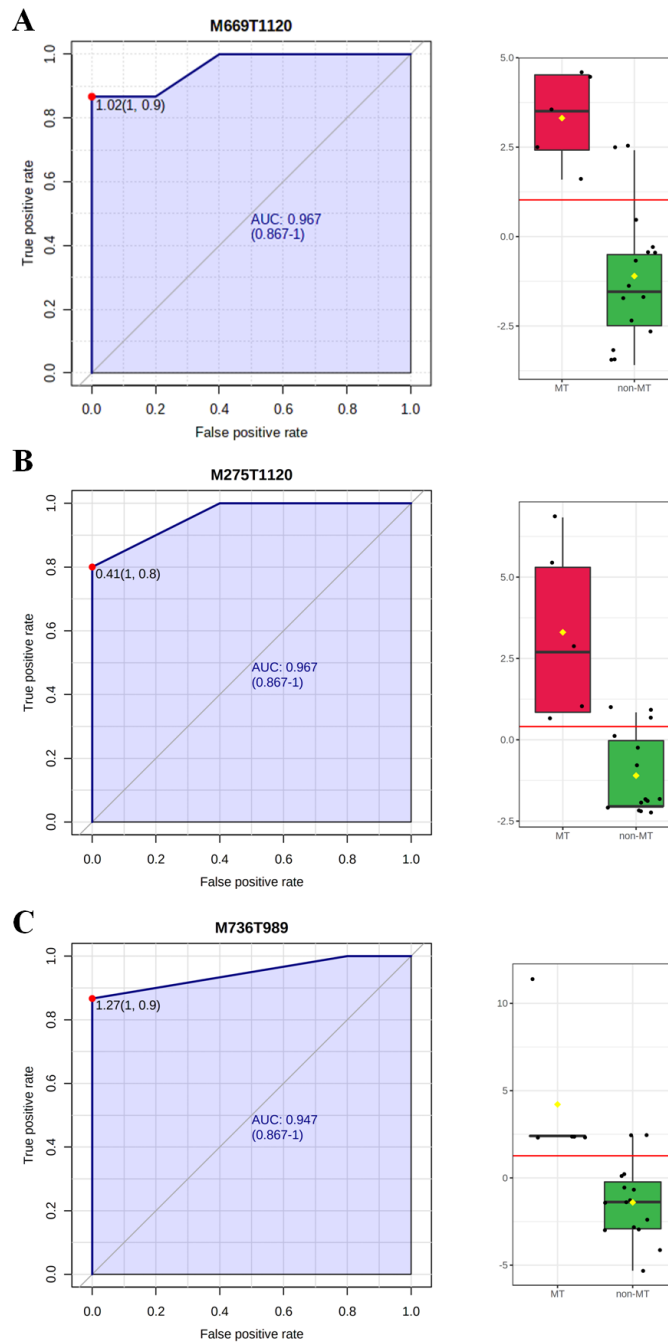 A
M669T1120
1.0
0.8
0.6
0.4
0.2
0.0
True positive rate
1.02(1, 0.9)
AUC: 0.967
(0.867-1)
0.0 0.2 0.4 0.6 0.8 1.0
False positive rate
5.0
2.5
0.0
-2.5
MT non-MT
B
M275T1120
1.0
0.8
0.6
0.4
0.2
0.0
True positive rate
0.41(1, 0.8)
AUC: 0.967
(0.867-1)
0.0 0.2 0.4 0.6 0.8 1.0
False positive rate
5.0
2.5
0.0
-2.5
MT non-MT
C
M736T989
1.0
0.8
0.6
0.4
0.2
0.0
True positive rate
1.27(1, 0.9)
AUC: 0.947
(0.867-1)
0.0 0.2 0.4 0.6 0.8 1.0
False positive rate
10
5
0
-5
MT non-MT